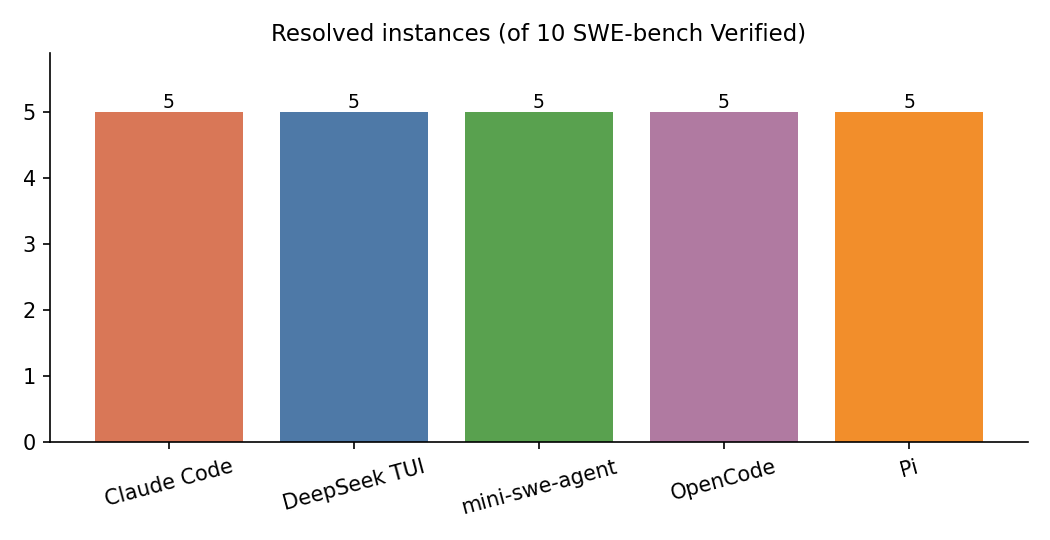 Resolved instances (of 10 SWE-bench Verified)
5 5 5 5 5
5
4
3
2
1
0
Claude Code DeepSeek TUI mini-swe-agent OpenCode Pi